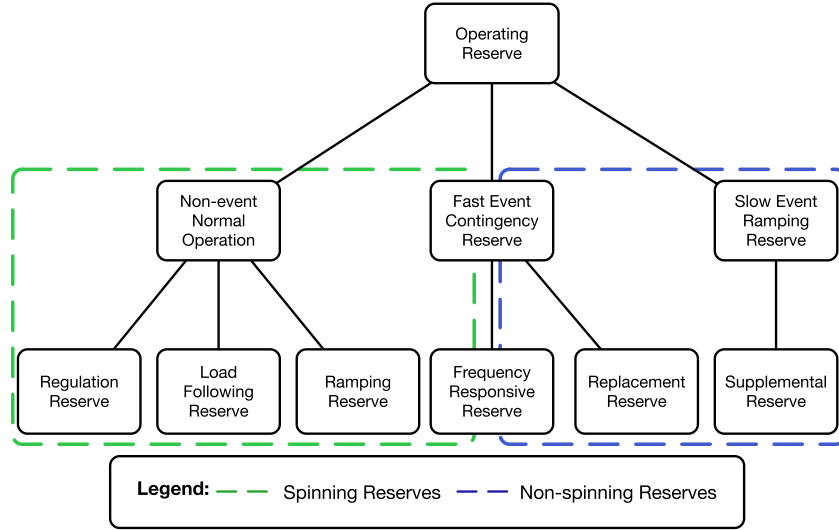 Operating
Reserve
Non-event
Normal
Operation
Fast Event
Contingency
Reserve
Slow Event
Ramping
Reserve
Regulation
Reserve
Load
Following
Reserve
Ramping
Reserve
Frequency
Responsive
Reserve
Replacement
Reserve
Supplemental
Reserve
Legend: Spinning Reserves Non-spinning Reserves